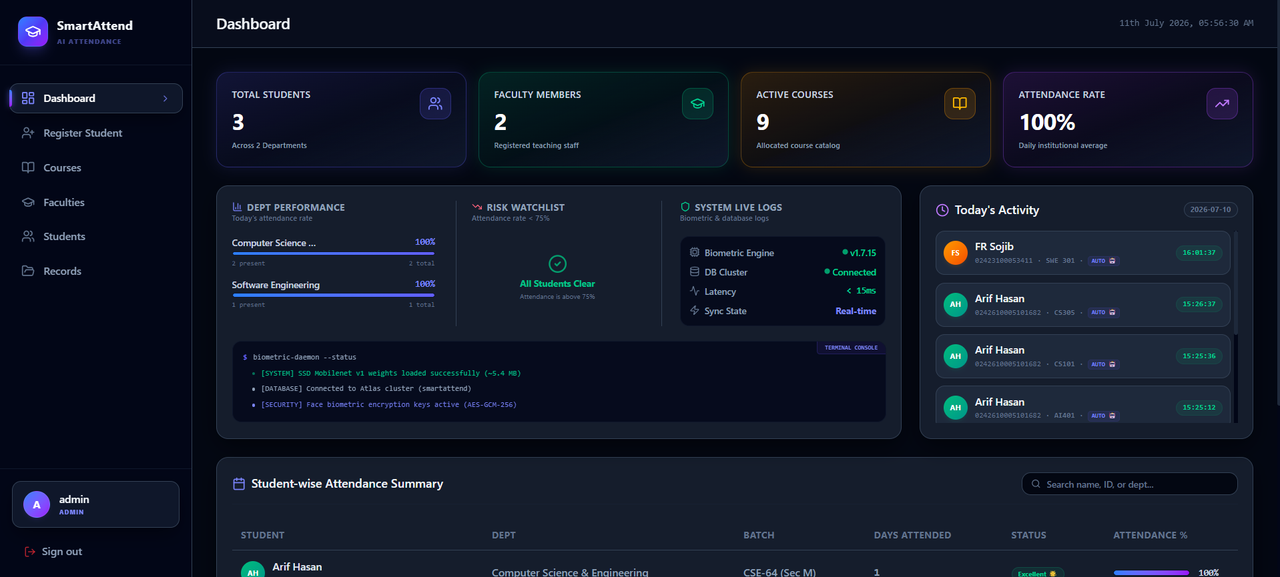 SmartAttend
AI ATTENDANCE
Dashboard
Register Student
Courses
Faculties
Students
Records
A
admin
ADMIN
Sign out
Dashboard
11th July 2026, 05:56:30 AM
TOTAL STUDENTS
3
Across 2 Departments
FACULTY MEMBERS
2
Registered teaching staff
ACTIVE COURSES
9
Allocated course catalog
ATTENDANCE RATE
100%
Daily institutional average
DEPT PERFORMANCE
Today's attendance rate
Computer Science ... 100%
2 present 2 total
Software Engineering 100%
1 present 1 total
RISK WATCHLIST
Attendance rate < 75%
All Students Clear
Attendance is above 75%
SYSTEM LIVE LOGS
Biometric & database logs
Biometric Engine v1.7.15
DB Cluster Connected
Latency < 15ms
Sync State Real-time
TERMINAL CONSOLE
$ biometric-daemon --status
• [SYSTEM] SSD Mobilenet v1 weights loaded successfully (~5.4 MB)
• [DATABASE] Connected to Atlas cluster (smartattend)
• [SECURITY] Face biometric encryption keys active (AES-GCM-256)
Today's Activity 2026-07-10
FS
FR Sojib
02423100053411 · SWE 301 · AUTO
16:01:37
AH
Arif Hasan
0242610005101682 · CS305 · AUTO
15:26:37
AH
Arif Hasan
0242610005101682 · CS101 · AUTO
15:25:36
AH
Arif Hasan
0242610005101682 · AI401 · AUTO
15:25:12
Student-wise Attendance Summary
Search name, ID, or dept...
STUDENT DEPT BATCH DAYS ATTENDED STATUS ATTENDANCE %
AH
Arif Hasan
Computer Science & Engineering CSE-64 (Sec M) 1 Excellent 100%